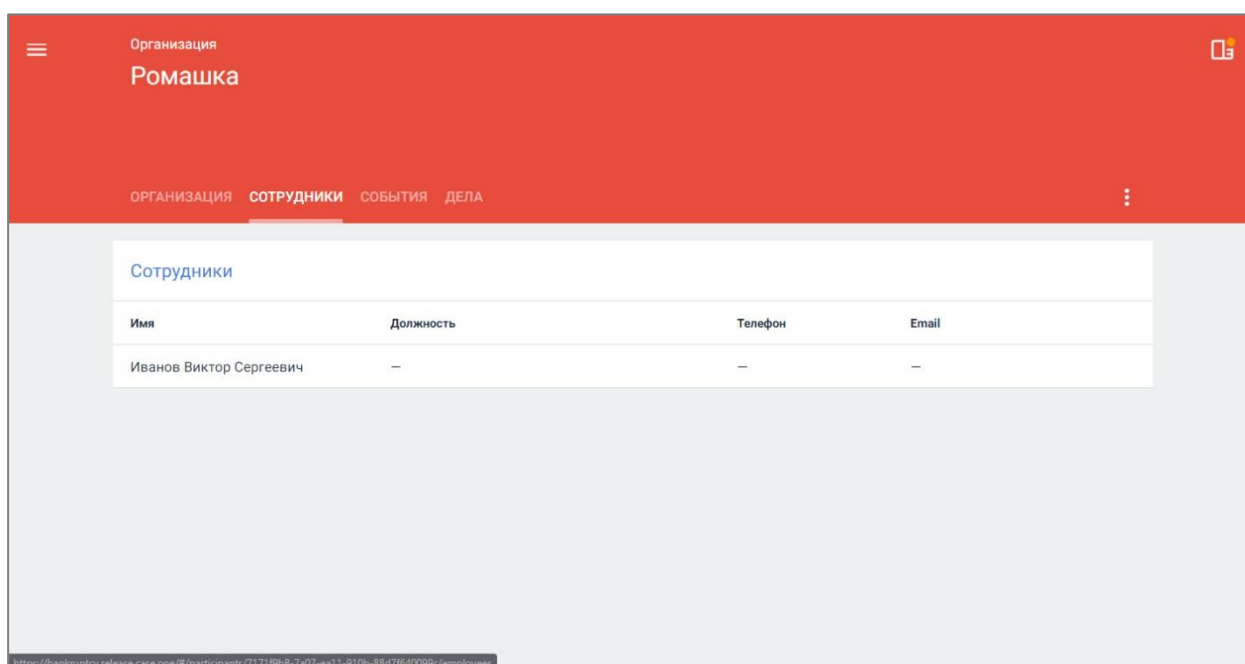 Организация
Ромашка
ОРГАНИЗАЦИЯ СОТРУДНИКИ СОБЫТИЯ ДЕЛА
Сотрудники
Имя Должность Телефон Email
Иванов Виктор Сергеевич — — —